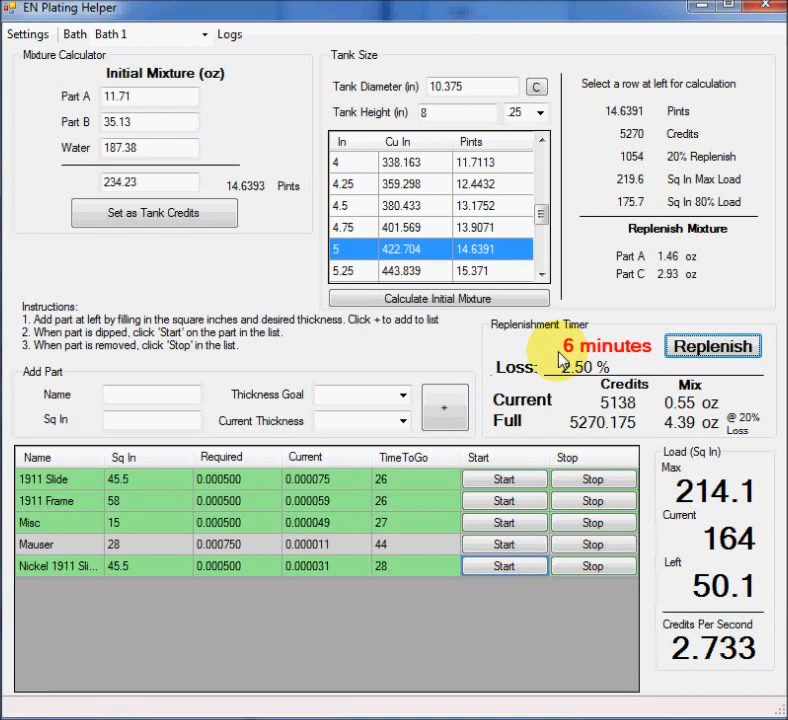 EN Plating Helper
Settings Bath Bath 1 Logs
Mixture Calculator
Initial Mixture (oz)
Part A 11.71
Part B 35.13
Water 187.38
234.23 14.6393 Pints
Set as Tank Credits
Tank Size
Tank Diameter (in) 10.375 C
Tank Height (in) 8 .25
In Cu In Pints
4 338.163 11.7113
4.25 359.298 12.4432
4.5 380.433 13.1752
4.75 401.569 13.9071
5 422.704 14.6391
5.25 443.839 15.371
Calculate Initial Mixture
Select a row at left for calculation
14.6391 Pints
5270 Credits
1054 20% Replenish
219.6 Sq In Max Load
175.7 Sq In 80% Load
Replenish Mixture
Part A 1.46 oz
Part C 2.93 oz
Instructions:
1. Add part at left by filling in the square inches and desired thickness. Click + to add to list
2. When part is dipped, click 'Start' on the part in the list.
3. When part is removed, click 'Stop' in the list.
Replenishment Timer
6 minutes Replenish
Loss: 2.50 %
Credits Mix
Current 5138 0.55 oz
Full 5270.175 4.39 oz @ 20% Loss
Add Part
Name Thickness Goal
Sq In Current Thickness
+
Name Sq In Required Current TimeToGo Start Stop
1911 Slide 45.5 0.000500 0.000075 26 Start Stop
1911 Frame 58 0.000500 0.000059 26 Start Stop
Misc 15 0.000500 0.000049 27 Start Stop
Mauser 28 0.000750 0.000011 44 Start Stop
Nickel 1911 Sli... 45.5 0.000500 0.000031 28 Start Stop
Load (Sq In)
Max
214.1
Current
164
Left
50.1
Credits Per Second
2.733